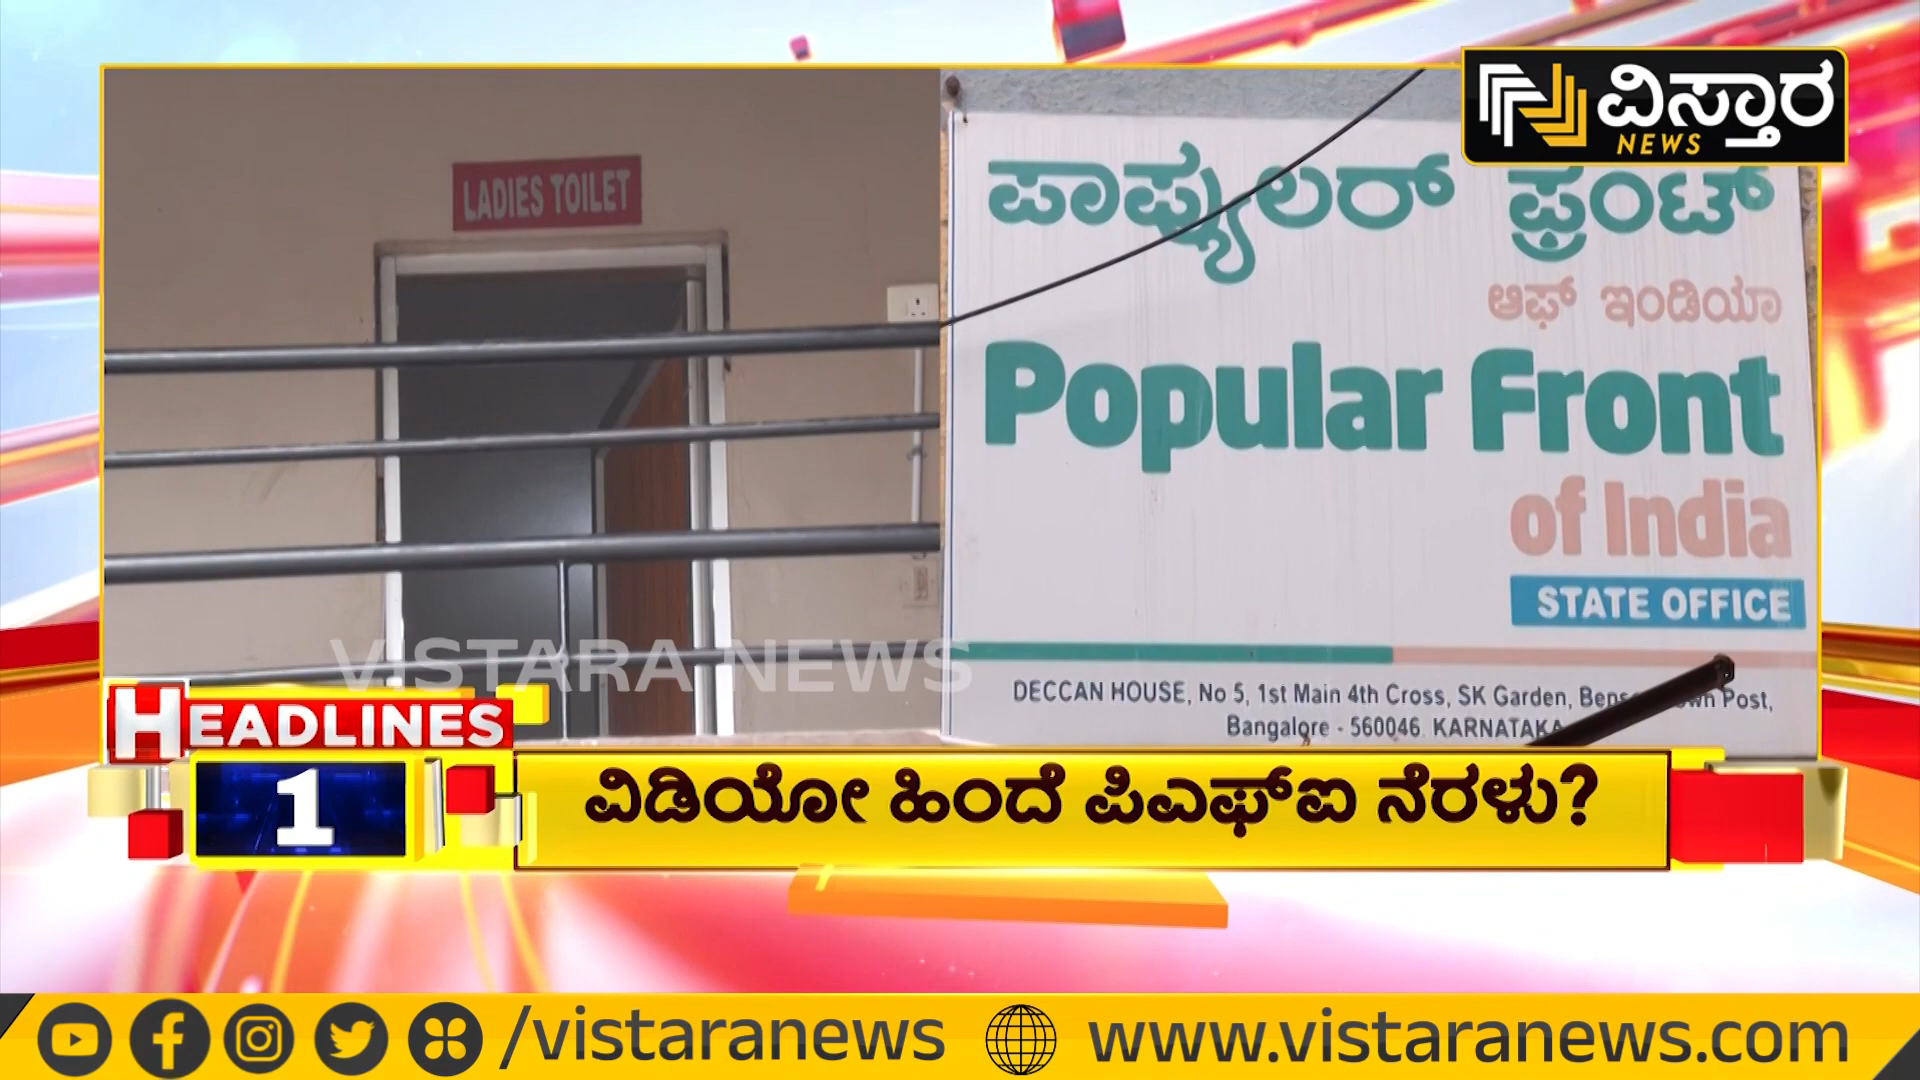 ವಿಸ್ತಾರ
NEWS
LADIES TOILET
ಪಾಪ್ಯುಲರ್ ಫ್ರಂಟ್
ಆಫ್ ಇಂಡಿಯಾ
Popular Front
of India
STATE OFFICE
DECCAN HOUSE, No 5, 1st Main 4th Cross, SK Garden, Post,
Bangalore - 560046. KARNATAKA
VISTARA NEWS
HEADLINES
1
ವಿಡಿಯೋ ಹಿಂದೆ ಪಿಎಫ್ಐ ನೆರಳು?
/vistaranews
www.vistaranews.com